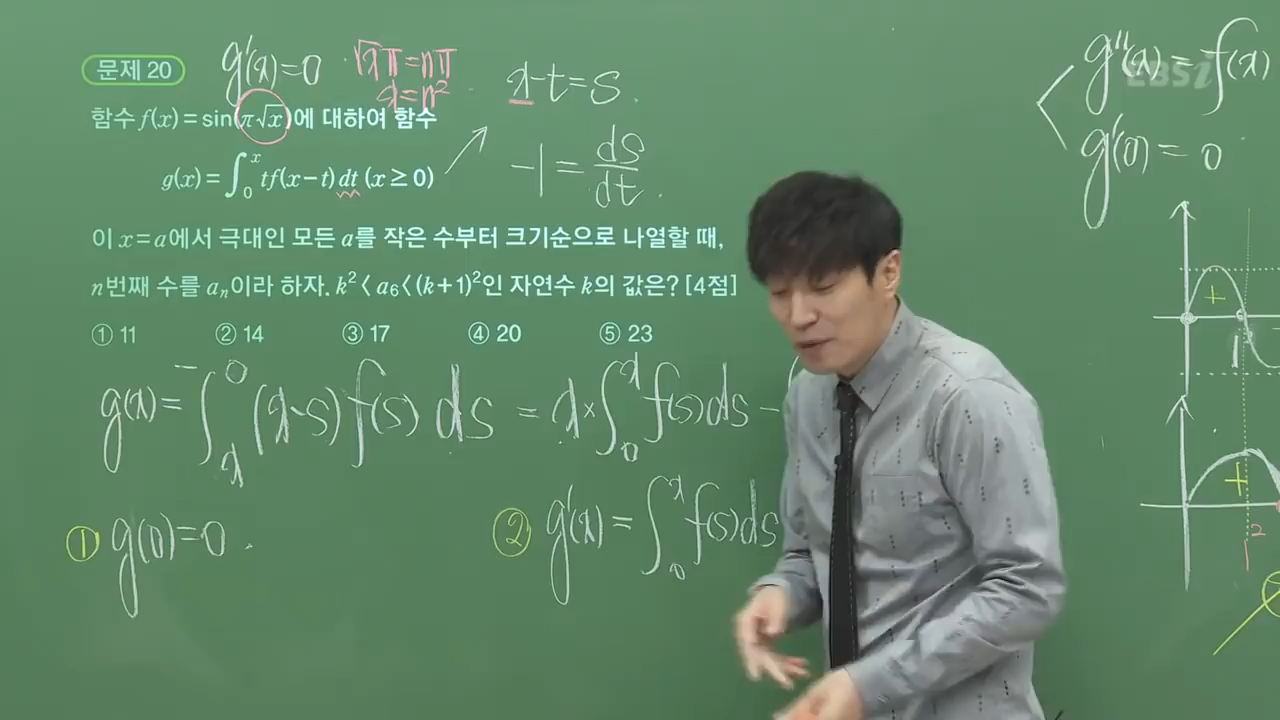 문제 20
g'(x)=0
√x π = nπ
x = n²
x-t=s
-1 = ds/dt
함수 f(x) = sin(π√x)에 대하여 함수
g(x) = ∫₀ˣ tf(x-t) dt (x ≥ 0)
이 x=a에서 극대인 모든 a를 작은 수부터 크기순으로 나열할 때,
n번째 수를 aₙ이라 하자. k² < a₆ < (k+1)²인 자연수 k의 값은? [4점]
① 11 ② 14 ③ 17 ④ 20 ⑤ 23
g(x) = -∫ₓ⁰ (x-s) f(s) ds = x × ∫₀ˣ f(s)ds -
① g(0)=0.
② g'(x) = ∫₀ˣ f(s)ds
g''(x) = f(x)
g'(0) = 0
EBSi
+
+
1²